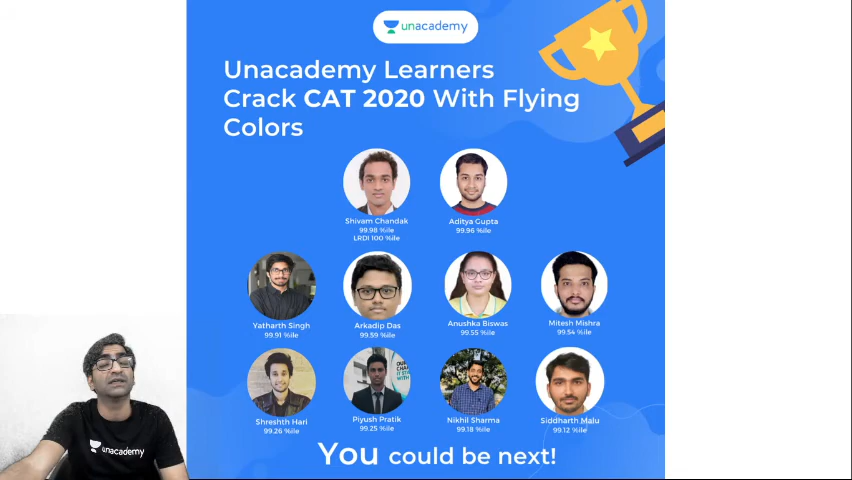 unacademy
Unacademy Learners
Crack CAT 2020 With Flying
Colors
Shivam Chandak
99.98 %ile
LRDI 100 %ile
Aditya Gupta
99.96 %ile
Yatharth Singh
99.91 %ile
Arkadip Das
99.59 %ile
Anushka Biswas
99.55 %ile
Mitesh Mishra
99.54 %ile
Shreshth Hari
99.26 %ile
Piyush Pratik
99.25 %ile
Nikhil Sharma
99.18 %ile
Siddharth Malu
99.12 %ile
You could be next!
unacademy